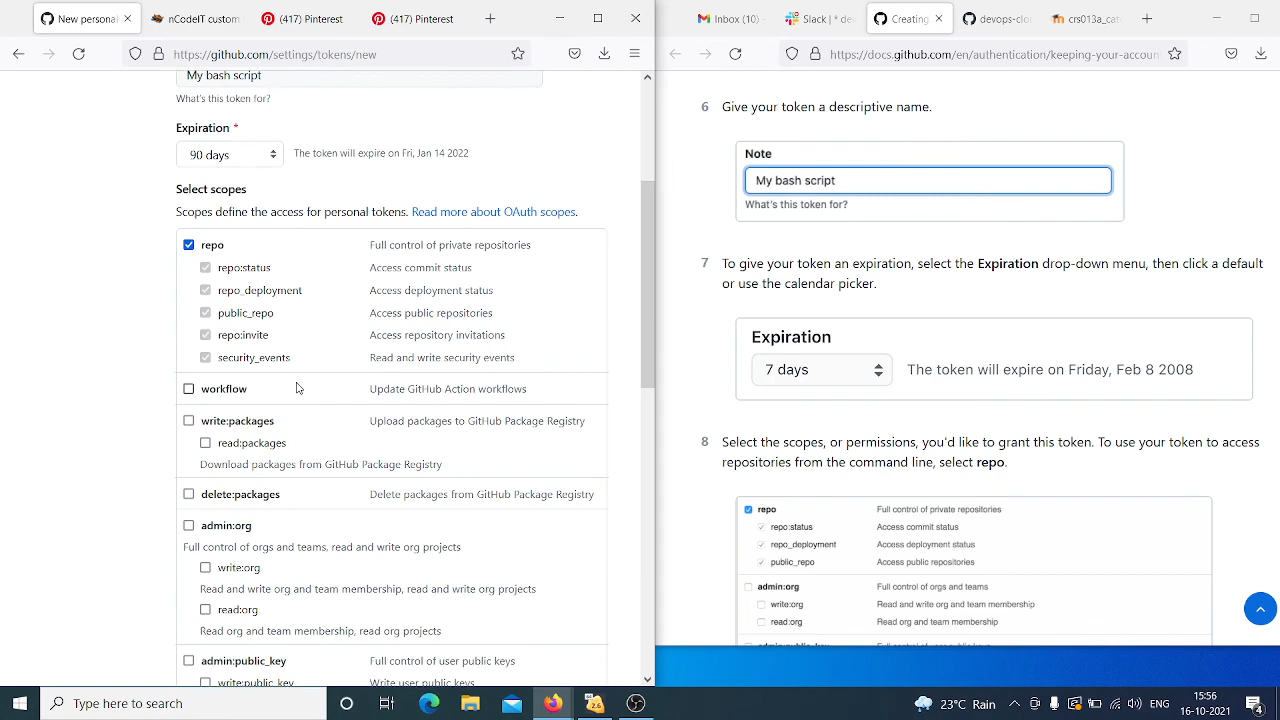 New personal
nCodeIT custom
(417) Pinterest
(417) Pinterest
https://github.com/settings/tokens/new
My bash script
What's this token for?
Expiration *
90 days
The token will expire on Fri, Jan 14 2022
Select scopes
Scopes define the access for personal tokens. Read more about OAuth scopes.
repo Full control of private repositories
repo:status Access commit status
repo_deployment Access deployment status
public_repo Access public repositories
repo:invite Access repository invitations
security_events Read and write security events
workflow Update GitHub Action workflows
write:packages Upload packages to GitHub Package Registry
read:packages
Download packages from GitHub Package Registry
delete:packages Delete packages from GitHub Package Registry
admin:org
Full control of orgs and teams, read and write org projects
write:org
Read and write org and team membership, read and write org projects
read:org
Read org and team membership, read org projects
admin:public_key Full control of user public keys
write:public_key Write user public keys
Inbox (10)
Slack | * de
Creating
devops-clo
crs013a_cat
https://docs.github.com/en/authentication/keeping-your-accoun
6 Give your token a descriptive name.
Note
My bash script
What's this token for?
7 To give your token an expiration, select the Expiration drop-down menu, then click a default
or use the calendar picker.
Expiration
7 days The token will expire on Friday, Feb 8 2008
8 Select the scopes, or permissions, you'd like to grant this token. To use your token to access
repositories from the command line, select repo.
repo Full control of private repositories
repo:status Access commit status
repo_deployment Access deployment status
public_repo Access public repositories
admin:org Full control of orgs and teams
write:org Read and write org and team membership
read:org Read org and team membership
Type here to search
2.6
23°C Ran
15:56
16-10-2021